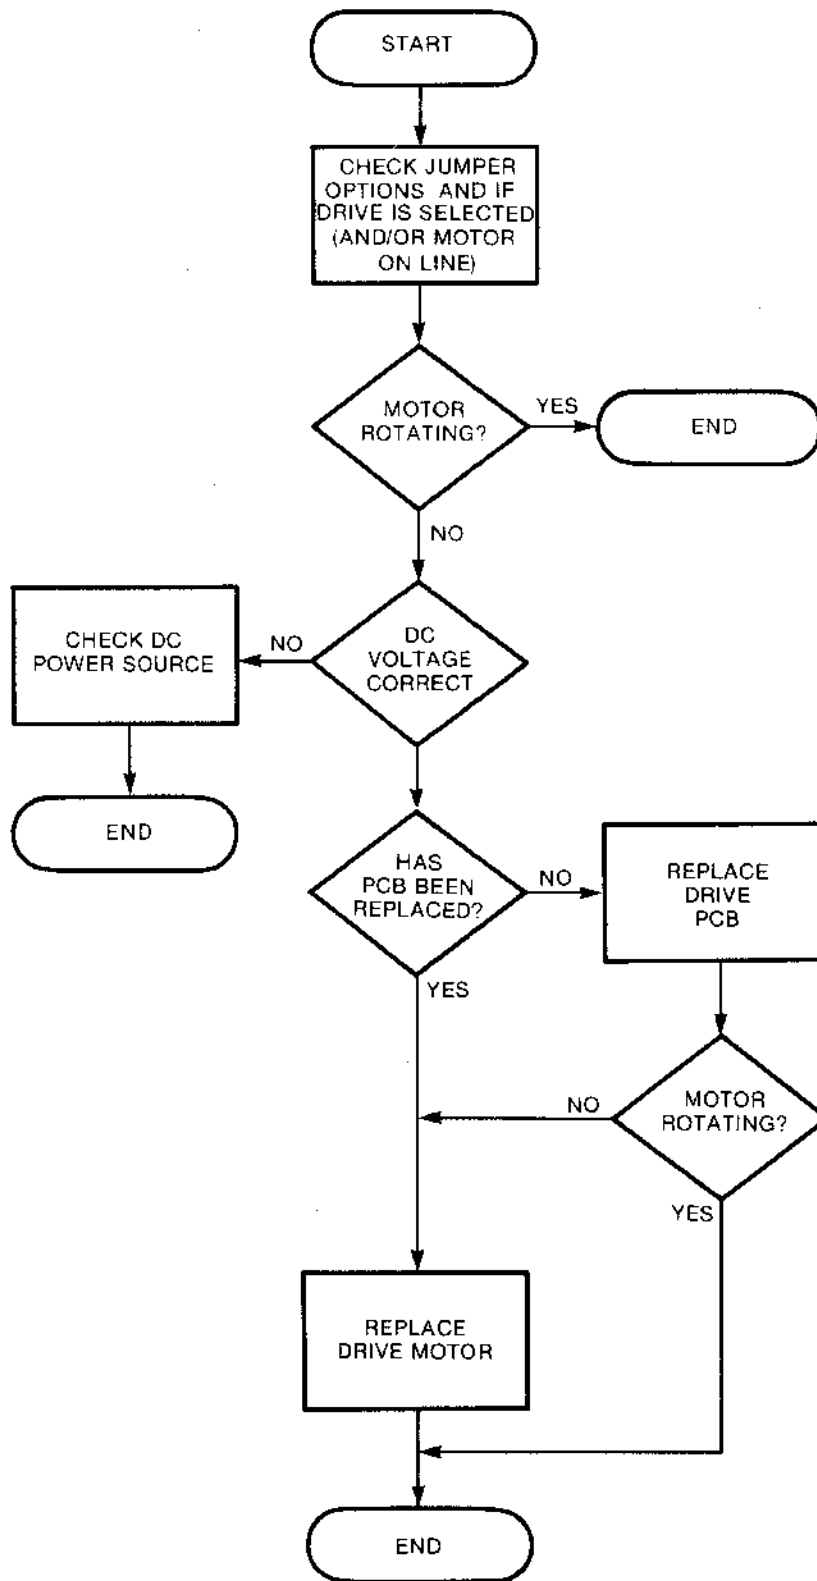 START
CHECK JUMPER
OPTIONS AND IF
DRIVE IS SELECTED
(AND/OR MOTOR
ON LINE)
MOTOR
ROTATING?
YES
END
NO
DC
VOLTAGE
CORRECT
NO
CHECK DC
POWER SOURCE
END
HAS
PCB BEEN
REPLACED?
NO
REPLACE
DRIVE
PCB
YES
MOTOR
ROTATING?
NO
YES
REPLACE
DRIVE MOTOR
END